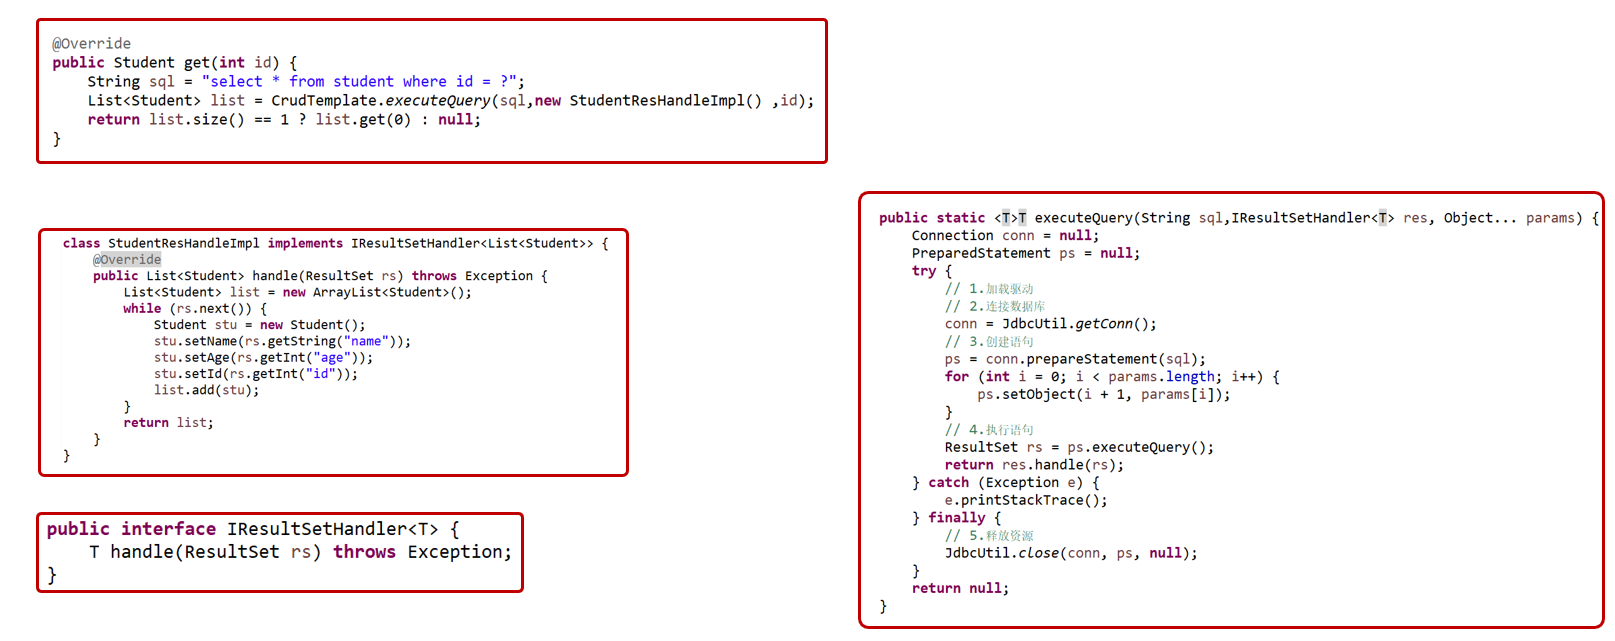 @Override
public Student get(int id) {
    String sql = "select * from student where id = ?";
    List<Student> list = CrudTemplate.executeQuery(sql,new StudentResHandleImpl() ,id);
    return list.size() == 1 ? list.get(0) : null;
}
class StudentResHandleImpl implements IResultSetHandler<List<Student>> {
    @Override
    public List<Student> handle(ResultSet rs) throws Exception {
        List<Student> list = new ArrayList<Student>();
        while (rs.next()) {
            Student stu = new Student();
            stu.setName(rs.getString("name"));
            stu.setAge(rs.getInt("age"));
            stu.setId(rs.getInt("id"));
            list.add(stu);
        }
        return list;
    }
}
public interface IResultSetHandler<T> {
    T handle(ResultSet rs) throws Exception;
}
public static <T>T executeQuery(String sql,IResultSetHandler<T> res, Object... params) {
    Connection conn = null;
    PreparedStatement ps = null;
    try {
        // 1.加载驱动
        // 2.连接数据库
        conn = JdbcUtil.getConn();
        // 3.创建语句
        ps = conn.prepareStatement(sql);
        for (int i = 0; i < params.length; i++) {
            ps.setObject(i + 1, params[i]);
        }
        // 4.执行语句
        ResultSet rs = ps.executeQuery();
        return res.handle(rs);
    } catch (Exception e) {
        e.printStackTrace();
    } finally {
        // 5.释放资源
        JdbcUtil.close(conn, ps, null);
    }
    return null;
}